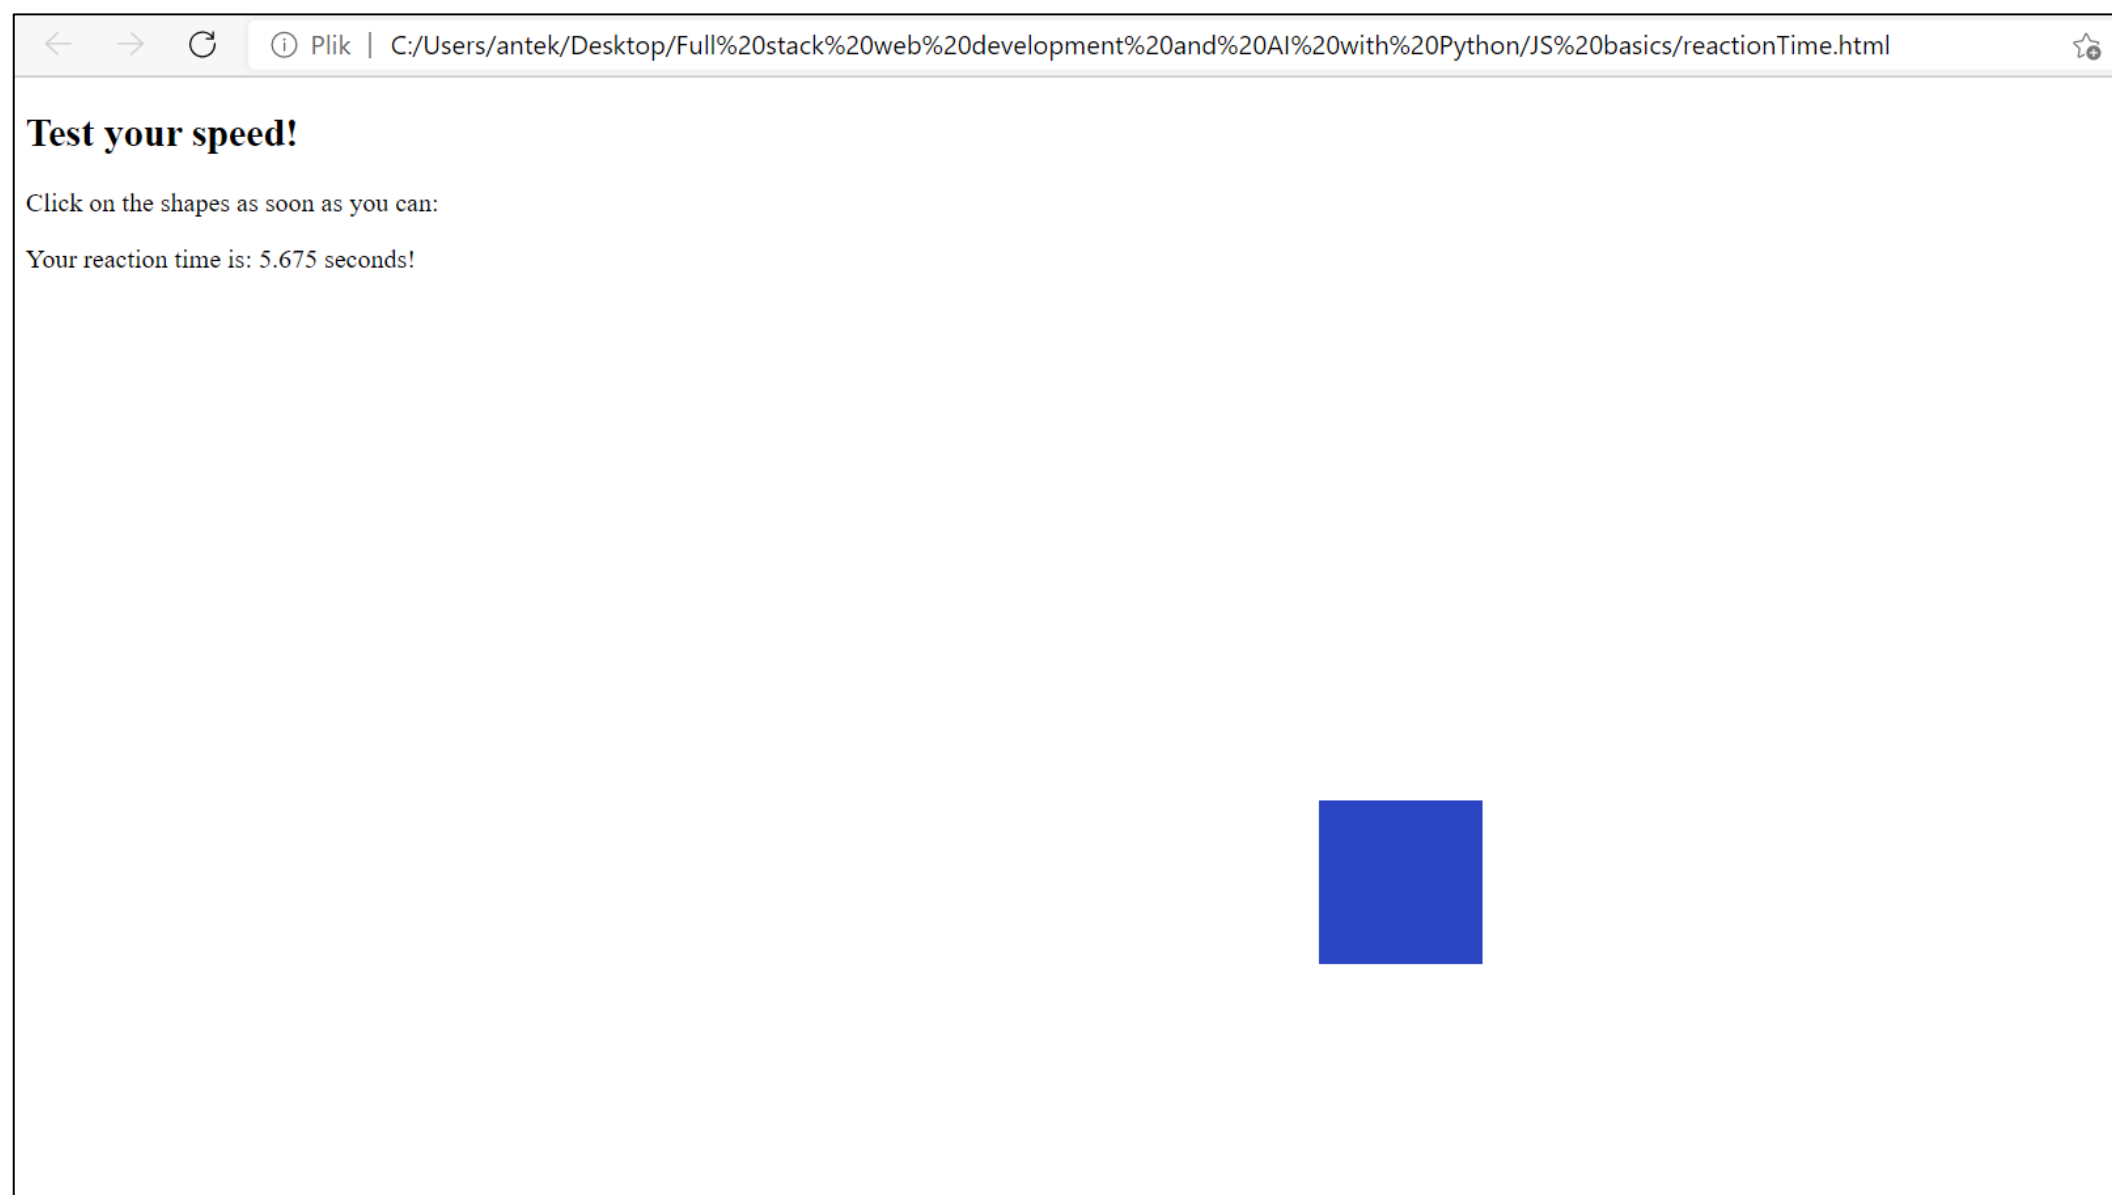 Plik | C:/Users/antek/Desktop/Full%20stack%20web%20development%20and%20AI%20with%20Python/JS%20basics/reactionTime.html
Test your speed!
Click on the shapes as soon as you can:
Your reaction time is: 5.675 seconds!